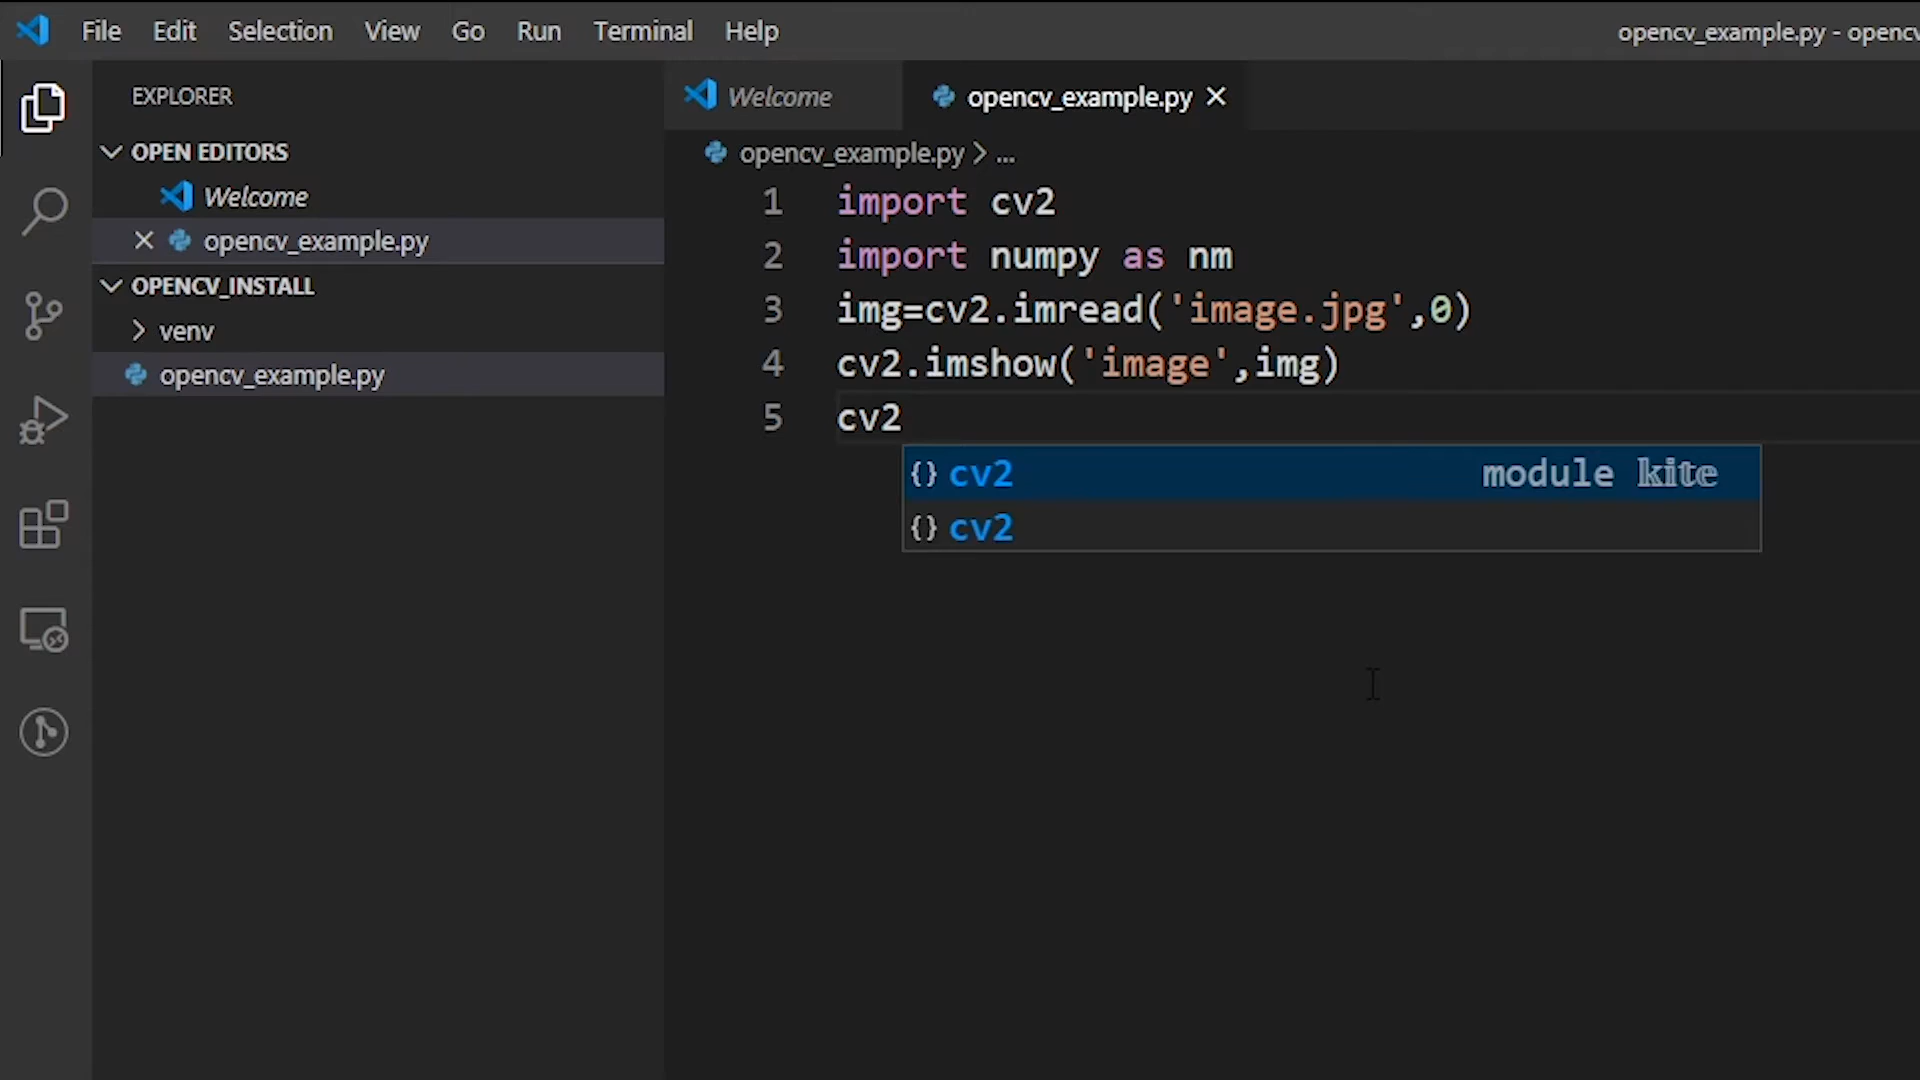 File Edit Selection View Go Run Terminal Help
opencv_example.py - opencv
EXPLORER
OPEN EDITORS
Welcome
opencv_example.py
OPENCV_INSTALL
venv
opencv_example.py
Welcome opencv_example.py
opencv_example.py > ...
1 import cv2
2 import numpy as nm
3 img=cv2.imread('image.jpg',0)
4 cv2.imshow('image',img)
5 cv2
{} cv2 module kite
{} cv2